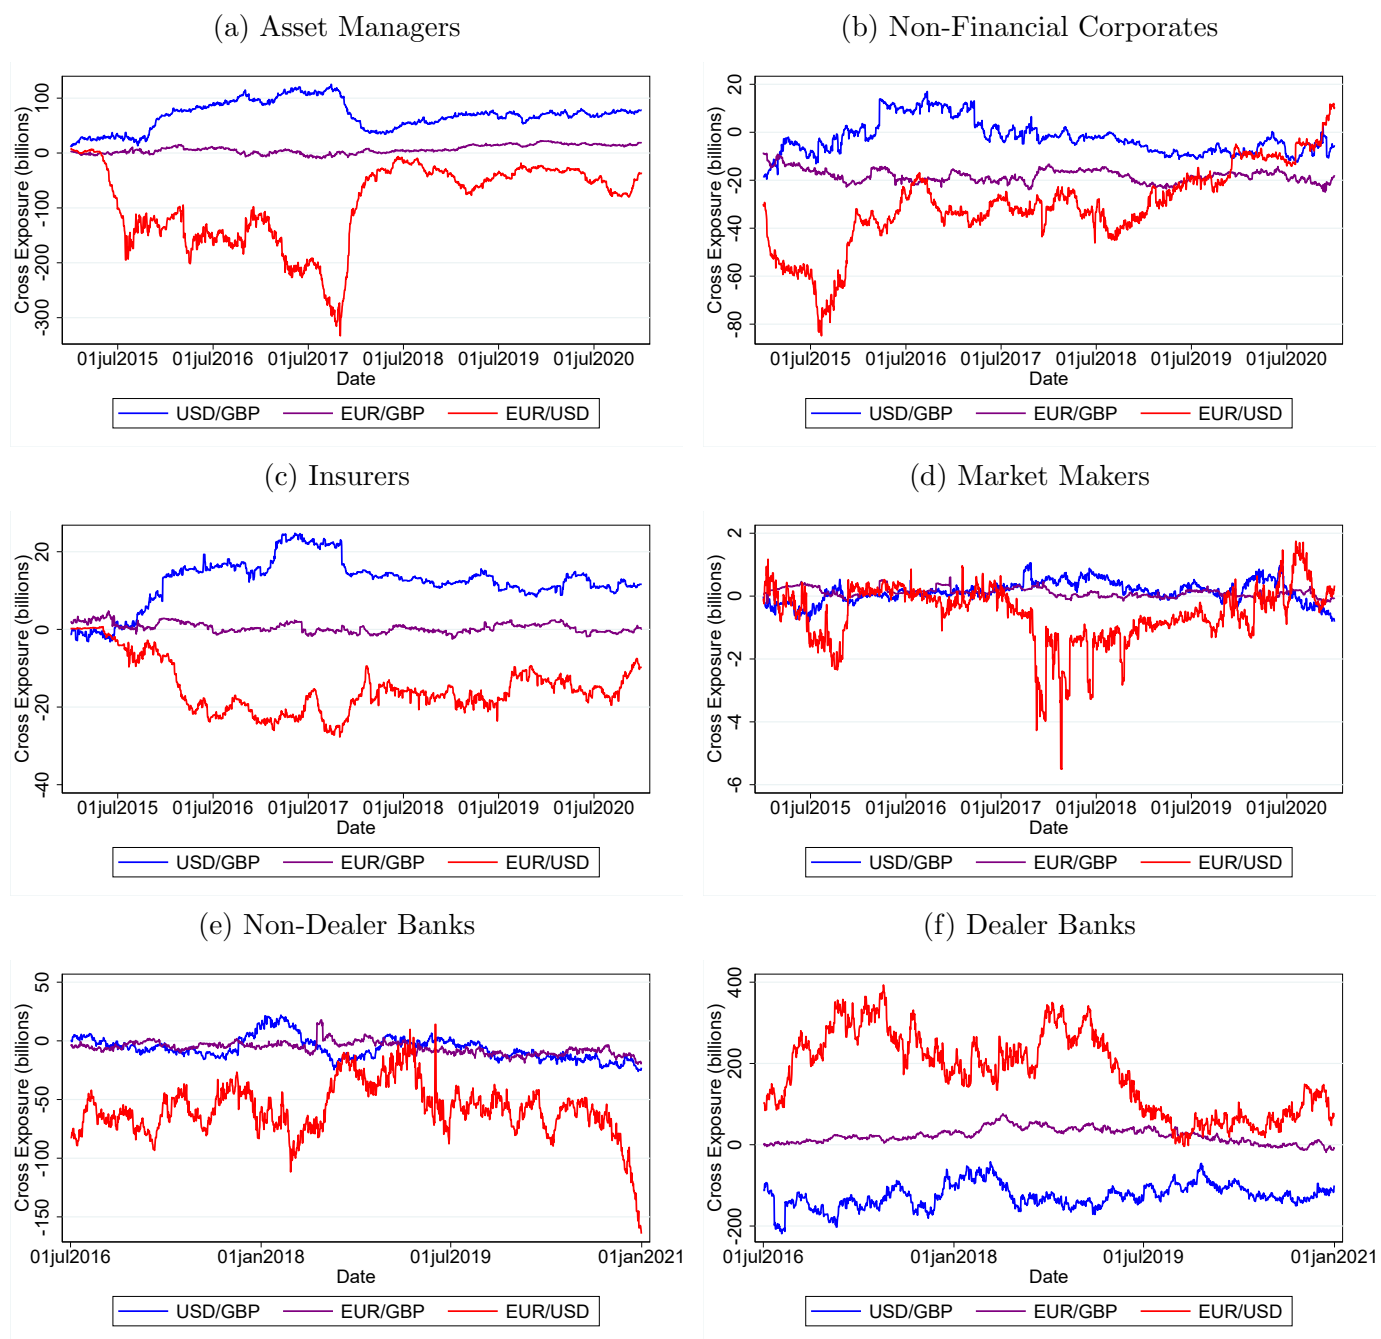 (a) Asset Managers
Cross Exposure (billions)
100
0
-100
-200
-300
01jul2015 01jul2016 01jul2017 01jul2018 01jul2019 01jul2020
Date
USD/GBP EUR/GBP EUR/USD
(b) Non-Financial Corporates
Cross Exposure (billions)
20
0
-20
-40
-60
-80
01jul2015 01jul2016 01jul2017 01jul2018 01jul2019 01jul2020
Date
USD/GBP EUR/GBP EUR/USD
(c) Insurers
Cross Exposure (billions)
20
0
-20
-40
01jul2015 01jul2016 01jul2017 01jul2018 01jul2019 01jul2020
Date
USD/GBP EUR/GBP EUR/USD
(d) Market Makers
Cross Exposure (billions)
2
0
-2
-4
-6
01jul2015 01jul2016 01jul2017 01jul2018 01jul2019 01jul2020
Date
USD/GBP EUR/GBP EUR/USD
(e) Non-Dealer Banks
Cross Exposure (billions)
50
0
-50
-100
-150
01jul2016 01jan2018 01jul2019 01jan2021
Date
USD/GBP EUR/GBP EUR/USD
(f) Dealer Banks
Cross Exposure (billions)
400
200
0
-200
01jul2016 01jan2018 01jul2019 01jan2021
Date
USD/GBP EUR/GBP EUR/USD